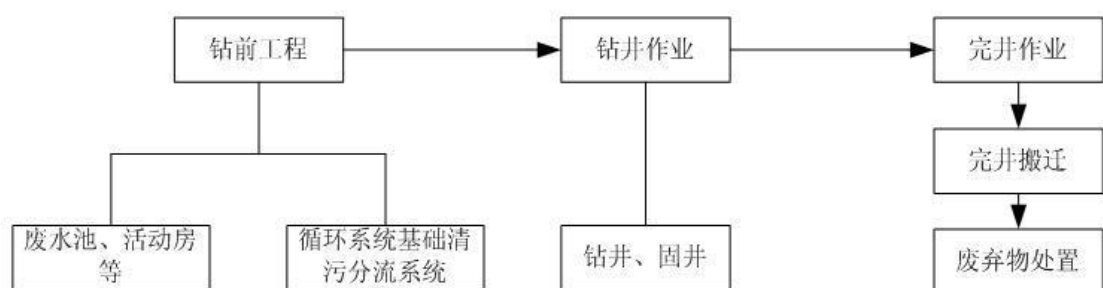 钻前工程
钻井作业
完井作业
完井搬迁
废水池、活动房
等
循环系统基础清
污分流系统
钻井、固井
废弃物处置